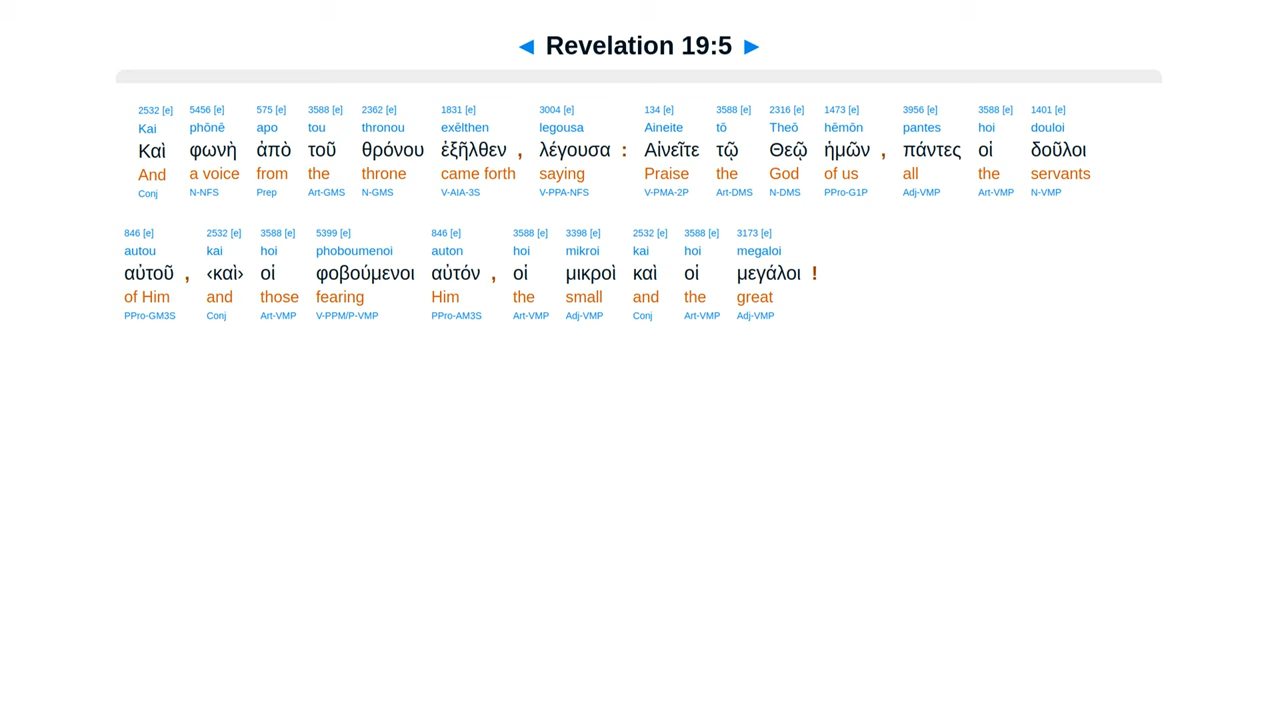 ◄ Revelation 19:5 ►
2532 [e] 5456 [e] 575 [e] 3588 [e] 2362 [e] 1831 [e] 3004 [e] 134 [e] 3588 [e] 2316 [e] 1473 [e] 3956 [e] 3588 [e] 1401 [e]
Kai phōnē apo tou thronou exēlthen legousa Aineite tō Theō hēmōn pantes hoi douloi
Καὶ φωνὴ ἀπὸ τοῦ θρόνου ἐξῆλθεν , λέγουσα : Αἰνεῖτε τῷ Θεῷ ἡμῶν , πάντες οἱ δοῦλοι
And a voice from the throne came forth saying Praise the God of us all the servants
Conj N-NFS Prep Art-GMS N-GMS V-AIA-3S V-PPA-NFS V-PMA-2P Art-DMS N-DMS PPro-G1P Adj-VMP Art-VMP N-VMP
846 [e] 2532 [e] 3588 [e] 5399 [e] 846 [e] 3588 [e] 3398 [e] 2532 [e] 3588 [e] 3173 [e]
autou kai hoi phoboumenoi auton hoi mikroi kai hoi megaloi
αὐτοῦ , ‹καὶ› οἱ φοβούμενοι αὐτόν , οἱ μικροὶ καὶ οἱ μεγάλοι !
of Him and those fearing Him the small and the great
PPro-GM3S Conj Art-VMP V-PPM/P-VMP PPro-AM3S Art-VMP Adj-VMP Conj Art-VMP Adj-VMP